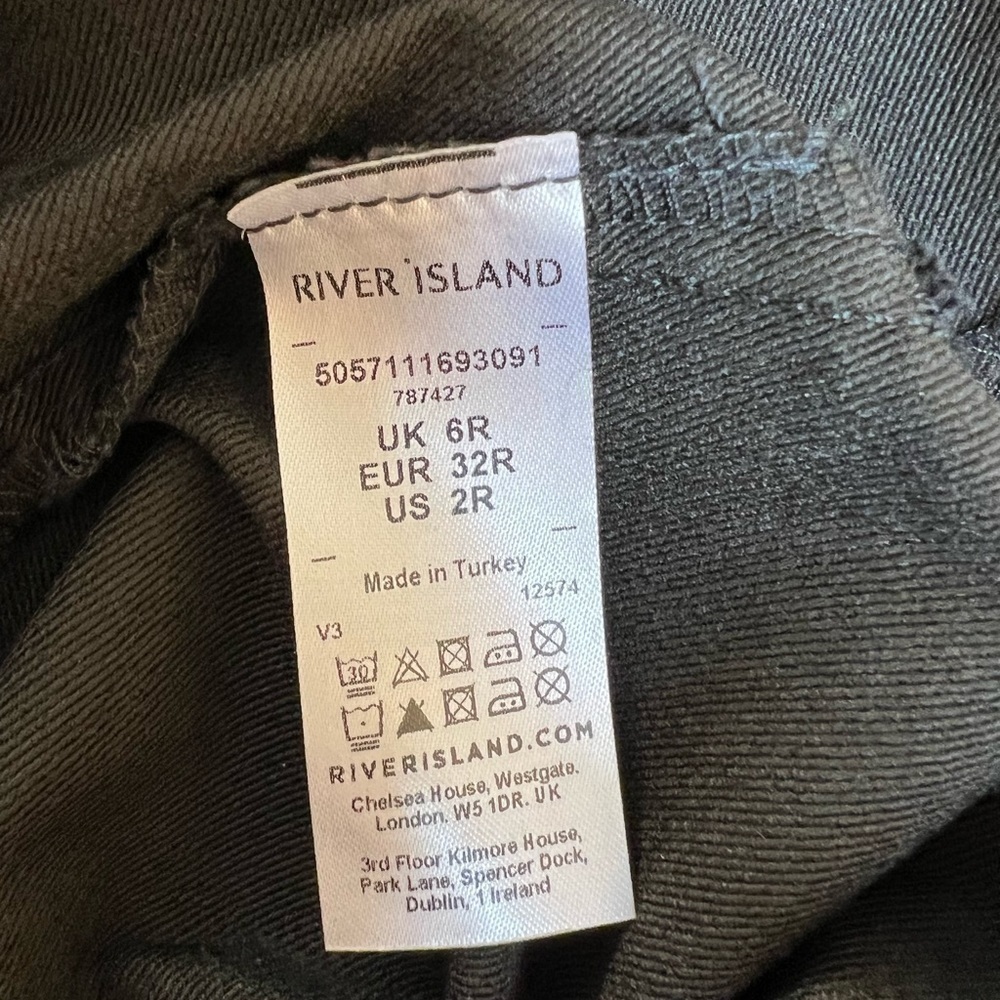 RIVER ISLAND
5057111693091
787427
UK 6R
EUR 32R
US 2R
Made in Turkey
12574
V3
30
RIVERISLAND.COM
Chelsea House, Westgate.
London. W5 1DR. UK
3rd Floor Kilmore House,
Park Lane, Spencer Dock,
Dublin, 1 Ireland